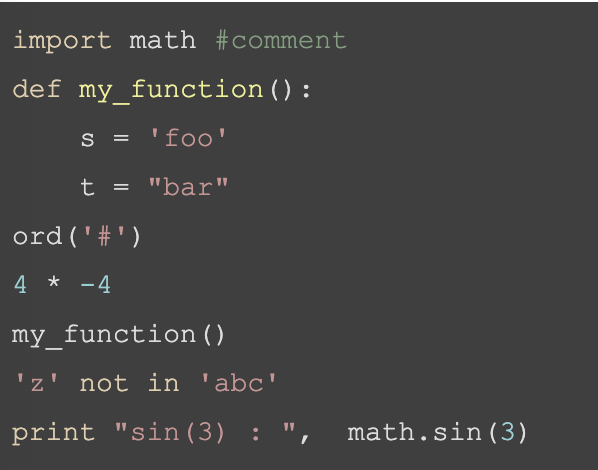 import math #comment
def my_function():
    s = 'foo'
    t = "bar"
ord('#')
4 * -4
my_function()
'z' not in 'abc'
print "sin(3) : ",  math.sin(3)